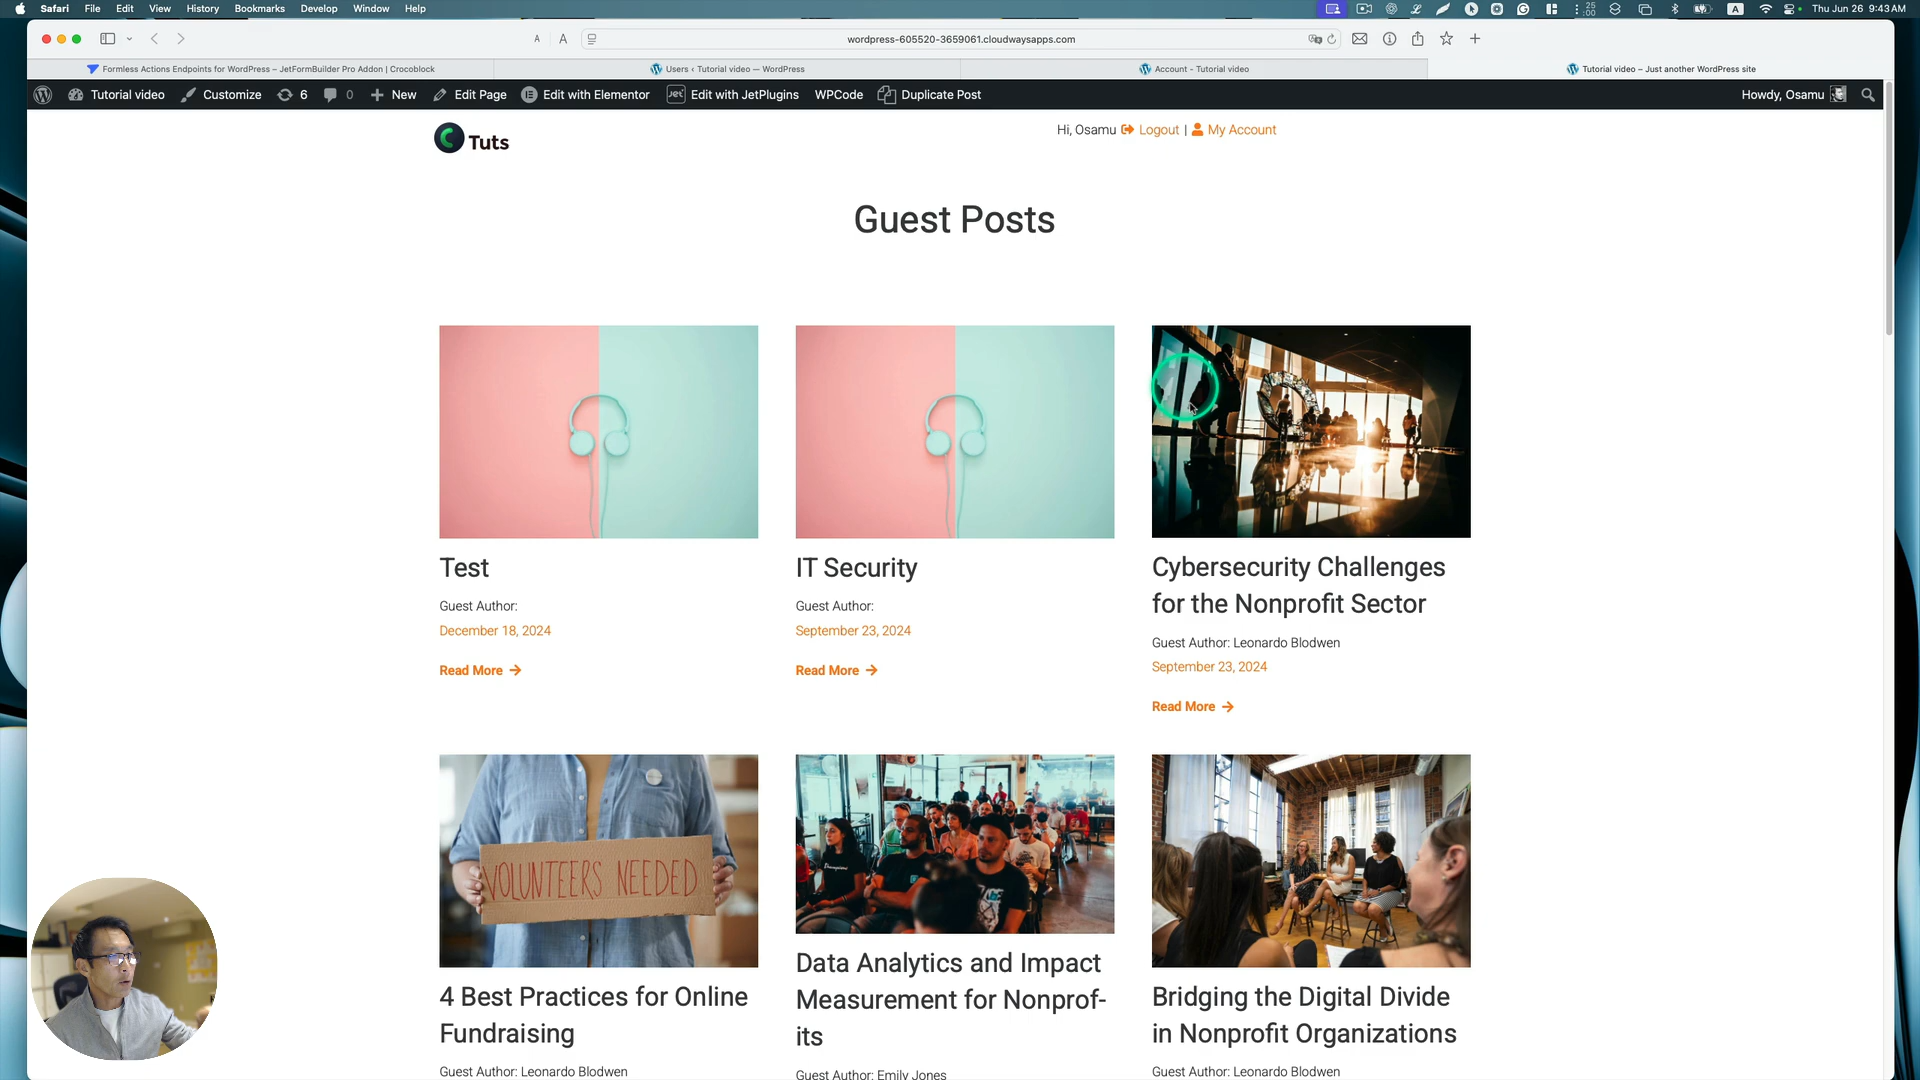 Safari File Edit View History Bookmarks Develop Window Help
25
:00
A
Thu Jun 26 9:43 AM
A A
wordpress-605520-3659061.cloudwaysapps.com
Formless Actions Endpoints for WordPress – JetFormBuilder Pro Addon | Crocoblock
Users ‹ Tutorial video — WordPress
Account - Tutorial video
Tutorial video – Just another WordPress site
Tutorial video Customize 6 0 New Edit Page Edit with Elementor Jet Edit with JetPlugins WPCode Duplicate Post
Howdy, Osamu
Tuts
Hi, Osamu Logout | My Account
Guest Posts
Test
Guest Author:
December 18, 2024
Read More
IT Security
Guest Author:
September 23, 2024
Read More
Cybersecurity Challenges
for the Nonprofit Sector
Guest Author: Leonardo Blodwen
September 23, 2024
Read More
VOLUNTEERS NEEDED
4 Best Practices for Online
Fundraising
Guest Author: Leonardo Blodwen
Data Analytics and Impact
Measurement for Nonprof-
its
Guest Author: Emily Jones
Bridging the Digital Divide
in Nonprofit Organizations
Guest Author: Leonardo Blodwen